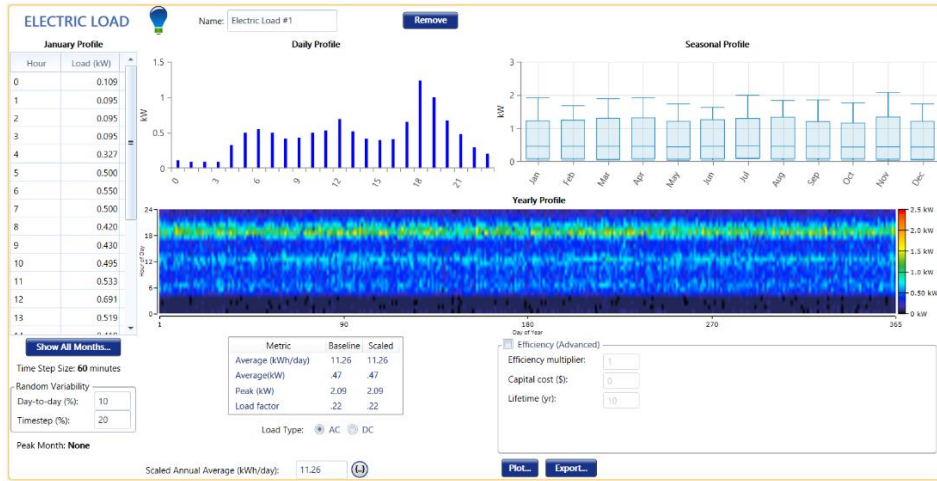 ELECTRIC LOAD
Name: Electric Load #1
Remove
January Profile
Hour Load (kW)
0 0.109
1 0.095
2 0.095
3 0.095
4 0.327
5 0.500
6 0.550
7 0.500
8 0.420
9 0.430
10 0.495
11 0.533
12 0.691
13 0.519
Show All Months...
Time Step Size: 60 minutes
Random Variability
Day-to-day (%): 10
Timestep (%): 20
Peak Month: None
Daily Profile
1.5
1
0.5
0
kW
0 3 6 9 12 15 18 21
Seasonal Profile
3
2
1
0
kW
Jan Feb Mar Apr May Jun Jul Aug Sep Oct Nov Dec
Yearly Profile
24
18
12
6
0
Hour of Day
1 90 180 270 365
Day of Year
2.5 kW
2.0 kW
1.5 kW
1.0 kW
0.50 kW
0 kW
Metric Baseline Scaled
Average (kWh/day) 11.26 11.26
Average(kW) .47 .47
Peak (kW) 2.09 2.09
Load factor .22 .22
Load Type: AC DC
Scaled Annual Average (kWh/day): 11.26 {..}
Efficiency (Advanced)
Efficiency multiplier: 1
Capital cost ($): 0
Lifetime (yr): 10
Plot... Export...